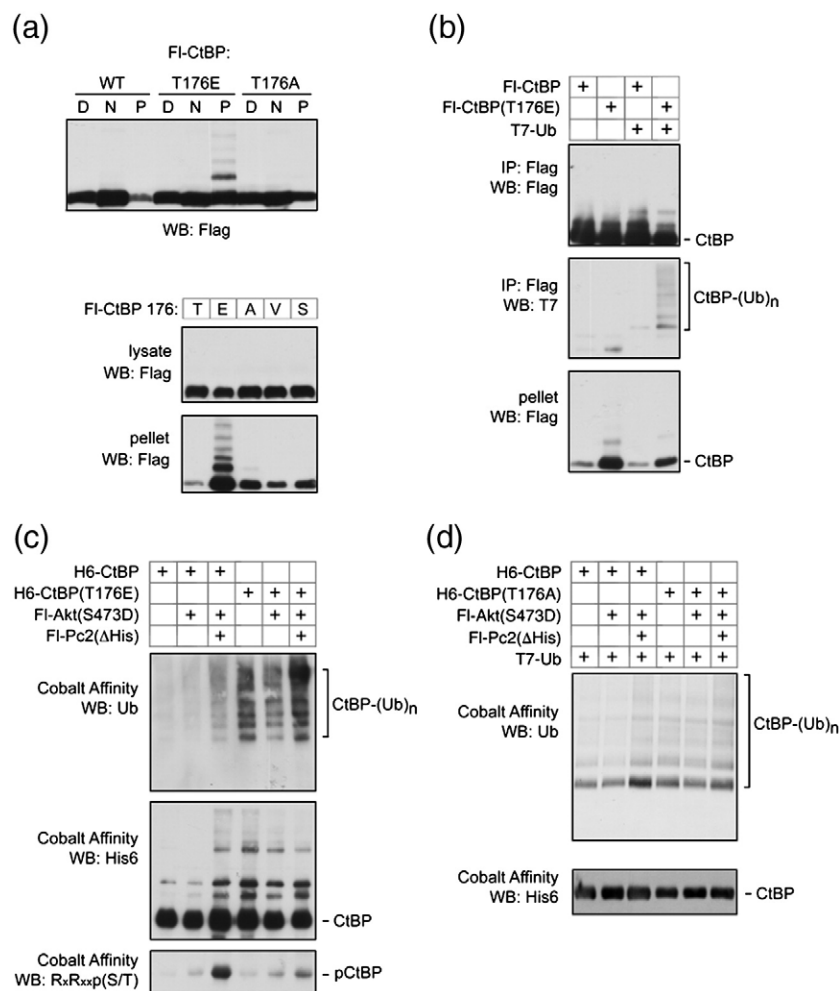 (a)
Fl-CtBP:
WT T176E T176A
D N P D N P D N P
WB: Flag
Fl-CtBP 176: T E A V S
lysate
WB: Flag
pellet
WB: Flag
(b)
Fl-CtBP + +
Fl-CtBP(T176E) + +
T7-Ub + +
IP: Flag
WB: Flag
- CtBP
IP: Flag
WB: T7
CtBP-(Ub)n
pellet
WB: Flag
- CtBP
(c)
H6-CtBP + + +
H6-CtBP(T176E) + + +
Fl-Akt(S473D) + + + +
Fl-Pc2(ΔHis) + +
Cobalt Affinity
WB: Ub
CtBP-(Ub)n
Cobalt Affinity
WB: His6
- CtBP
Cobalt Affinity
WB: RxRxxp(S/T)
- pCtBP
(d)
H6-CtBP + + +
H6-CtBP(T176A) + + +
Fl-Akt(S473D) + + + +
Fl-Pc2(ΔHis) + +
T7-Ub + + + + + +
Cobalt Affinity
WB: Ub
CtBP-(Ub)n
Cobalt Affinity
WB: His6
- CtBP